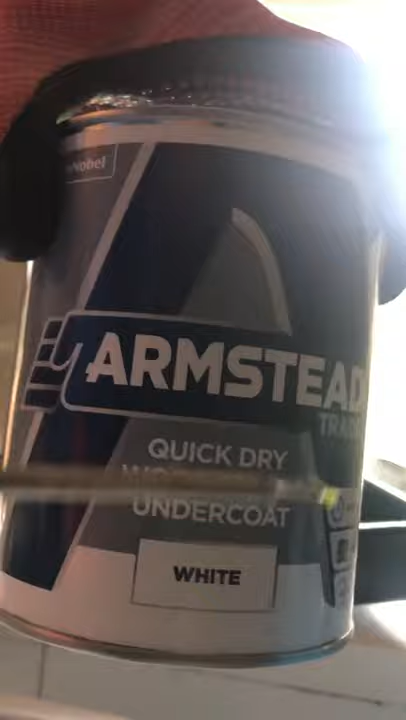 Nobel
ARMSTEAD
TRADE
QUICK DRY
UNDERCOAT
WHITE